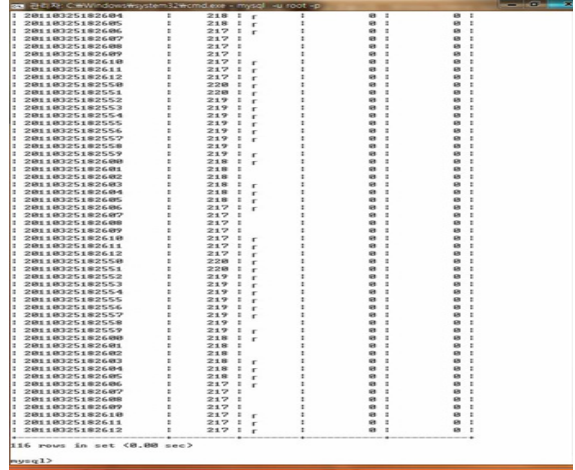 관리자: C:₩Windows₩system32₩cmd.exe - mysql -u root -p
| 20110325182604 | 218 | r | 0 | 0 |
| 20110325182605 | 218 | r | 0 | 0 |
| 20110325182606 | 217 | r | 0 | 0 |
| 20110325182607 | 217 | | 0 | 0 |
| 20110325182608 | 217 | | 0 | 0 |
| 20110325182609 | 217 | | 0 | 0 |
| 20110325182610 | 217 | r | 0 | 0 |
| 20110325182611 | 217 | r | 0 | 0 |
| 20110325182612 | 217 | r | 0 | 0 |
| 20110325182550 | 220 | r | 0 | 0 |
| 20110325182551 | 220 | r | 0 | 0 |
| 20110325182552 | 219 | r | 0 | 0 |
| 20110325182553 | 219 | r | 0 | 0 |
| 20110325182554 | 219 | r | 0 | 0 |
| 20110325182555 | 219 | r | 0 | 0 |
| 20110325182556 | 219 | r | 0 | 0 |
| 20110325182557 | 219 | r | 0 | 0 |
| 20110325182558 | 219 | | 0 | 0 |
| 20110325182559 | 219 | r | 0 | 0 |
| 20110325182600 | 218 | r | 0 | 0 |
| 20110325182601 | 218 | | 0 | 0 |
| 20110325182602 | 218 | | 0 | 0 |
| 20110325182603 | 218 | r | 0 | 0 |
| 20110325182604 | 218 | r | 0 | 0 |
| 20110325182605 | 218 | r | 0 | 0 |
| 20110325182606 | 217 | r | 0 | 0 |
| 20110325182607 | 217 | | 0 | 0 |
| 20110325182608 | 217 | | 0 | 0 |
| 20110325182609 | 217 | | 0 | 0 |
| 20110325182610 | 217 | r | 0 | 0 |
| 20110325182611 | 217 | r | 0 | 0 |
| 20110325182612 | 217 | r | 0 | 0 |
| 20110325182550 | 220 | r | 0 | 0 |
| 20110325182551 | 220 | r | 0 | 0 |
| 20110325182552 | 219 | r | 0 | 0 |
| 20110325182553 | 219 | r | 0 | 0 |
| 20110325182554 | 219 | r | 0 | 0 |
| 20110325182555 | 219 | r | 0 | 0 |
| 20110325182556 | 219 | r | 0 | 0 |
| 20110325182557 | 219 | r | 0 | 0 |
| 20110325182558 | 219 | | 0 | 0 |
| 20110325182559 | 219 | r | 0 | 0 |
| 20110325182600 | 218 | r | 0 | 0 |
| 20110325182601 | 218 | | 0 | 0 |
| 20110325182602 | 218 | | 0 | 0 |
| 20110325182603 | 218 | r | 0 | 0 |
| 20110325182604 | 218 | r | 0 | 0 |
| 20110325182605 | 218 | r | 0 | 0 |
| 20110325182606 | 217 | r | 0 | 0 |
| 20110325182607 | 217 | | 0 | 0 |
| 20110325182608 | 217 | | 0 | 0 |
| 20110325182609 | 217 | | 0 | 0 |
| 20110325182610 | 217 | r | 0 | 0 |
| 20110325182611 | 217 | r | 0 | 0 |
| 20110325182612 | 217 | r | 0 | 0 |
116 rows in set (0.00 sec)
mysql>